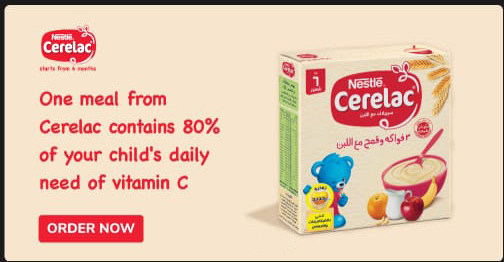 Nestlé
Cerelac
starts from 6 months
One meal from
Cerelac contains 80%
of your child's daily
need of vitamin C
ORDER NOW
٦
Nestlé
Cerelac
٣ فواكه وقمح مع اللبن